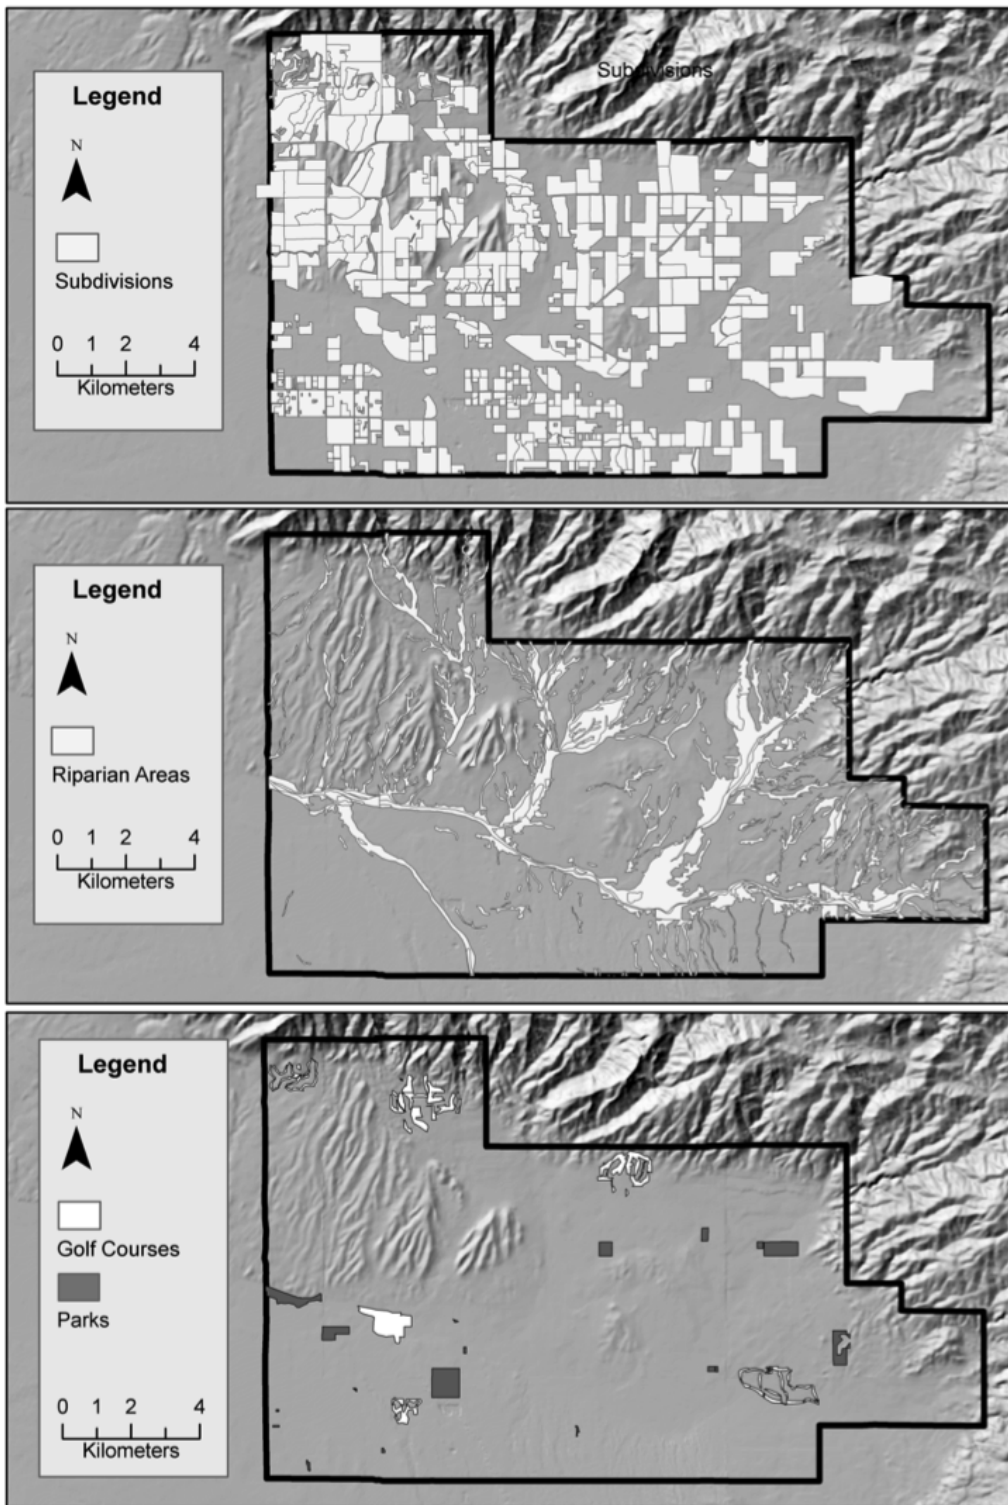 Subdivisions
Legend
N
Subdivisions
0 1 2 4
Kilometers
Legend
N
Riparian Areas
0 1 2 4
Kilometers
Legend
N
Golf Courses
Parks
0 1 2 4
Kilometers